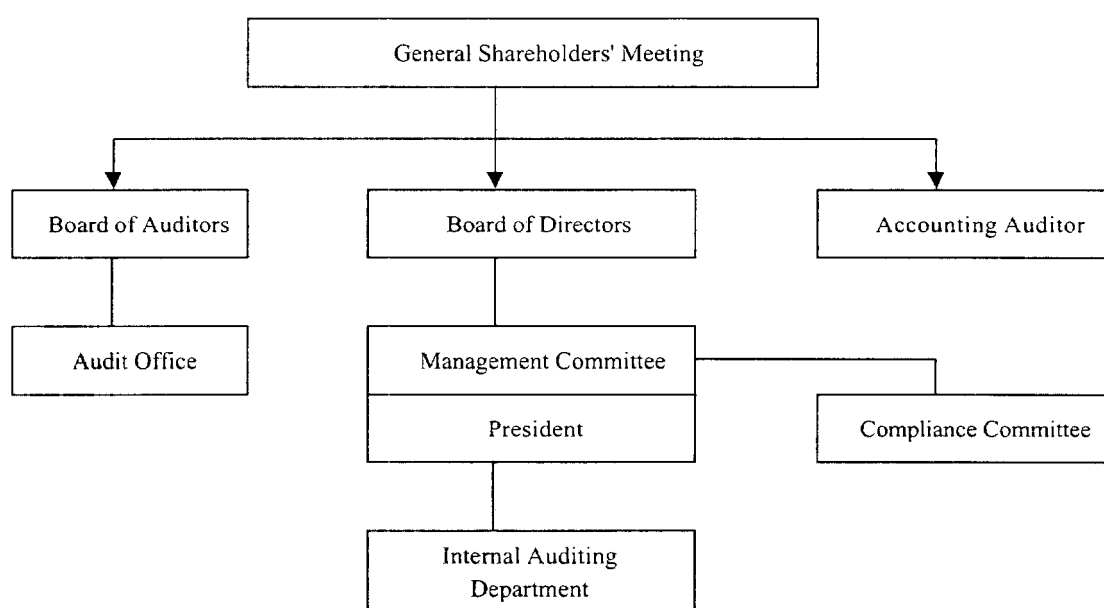 General Shareholders' Meeting
Board of Auditors
Board of Directors
Accounting Auditor
Audit Office
Management Committee
President
Compliance Committee
Internal Auditing
Department